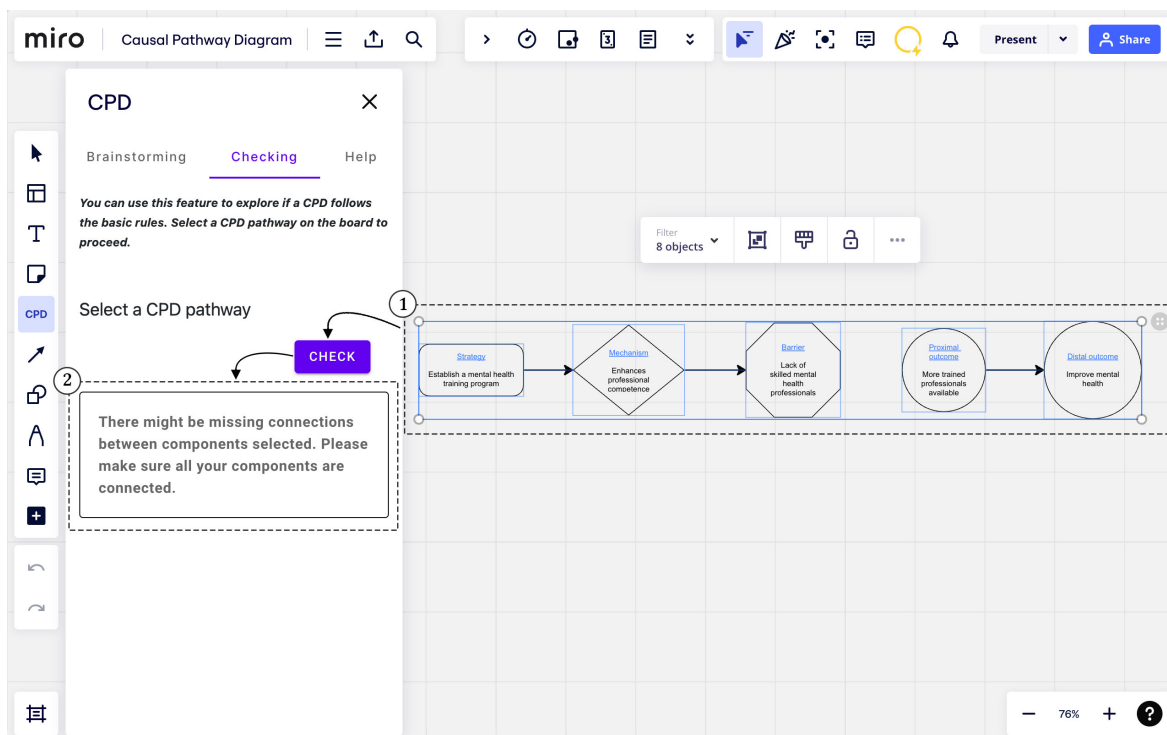 miro
Causal Pathway Diagram
3
Present
Share
CPD
Brainstorming
Checking
Help
You can use this feature to explore if a CPD follows
the basic rules. Select a CPD pathway on the board to
proceed.
Select a CPD pathway
CHECK
1
2
There might be missing connections
between components selected. Please
make sure all your components are
connected.
T
CPD
Filter
8 objects
Strategy
Establish a mental health
training program
Mechanism
Enhances
professional
competence
Barrier
Lack of
skilled mental
health
professionals
Proximal
outcome
More trained
professionals
available
Distal outcome
Improve mental
health
76%
?